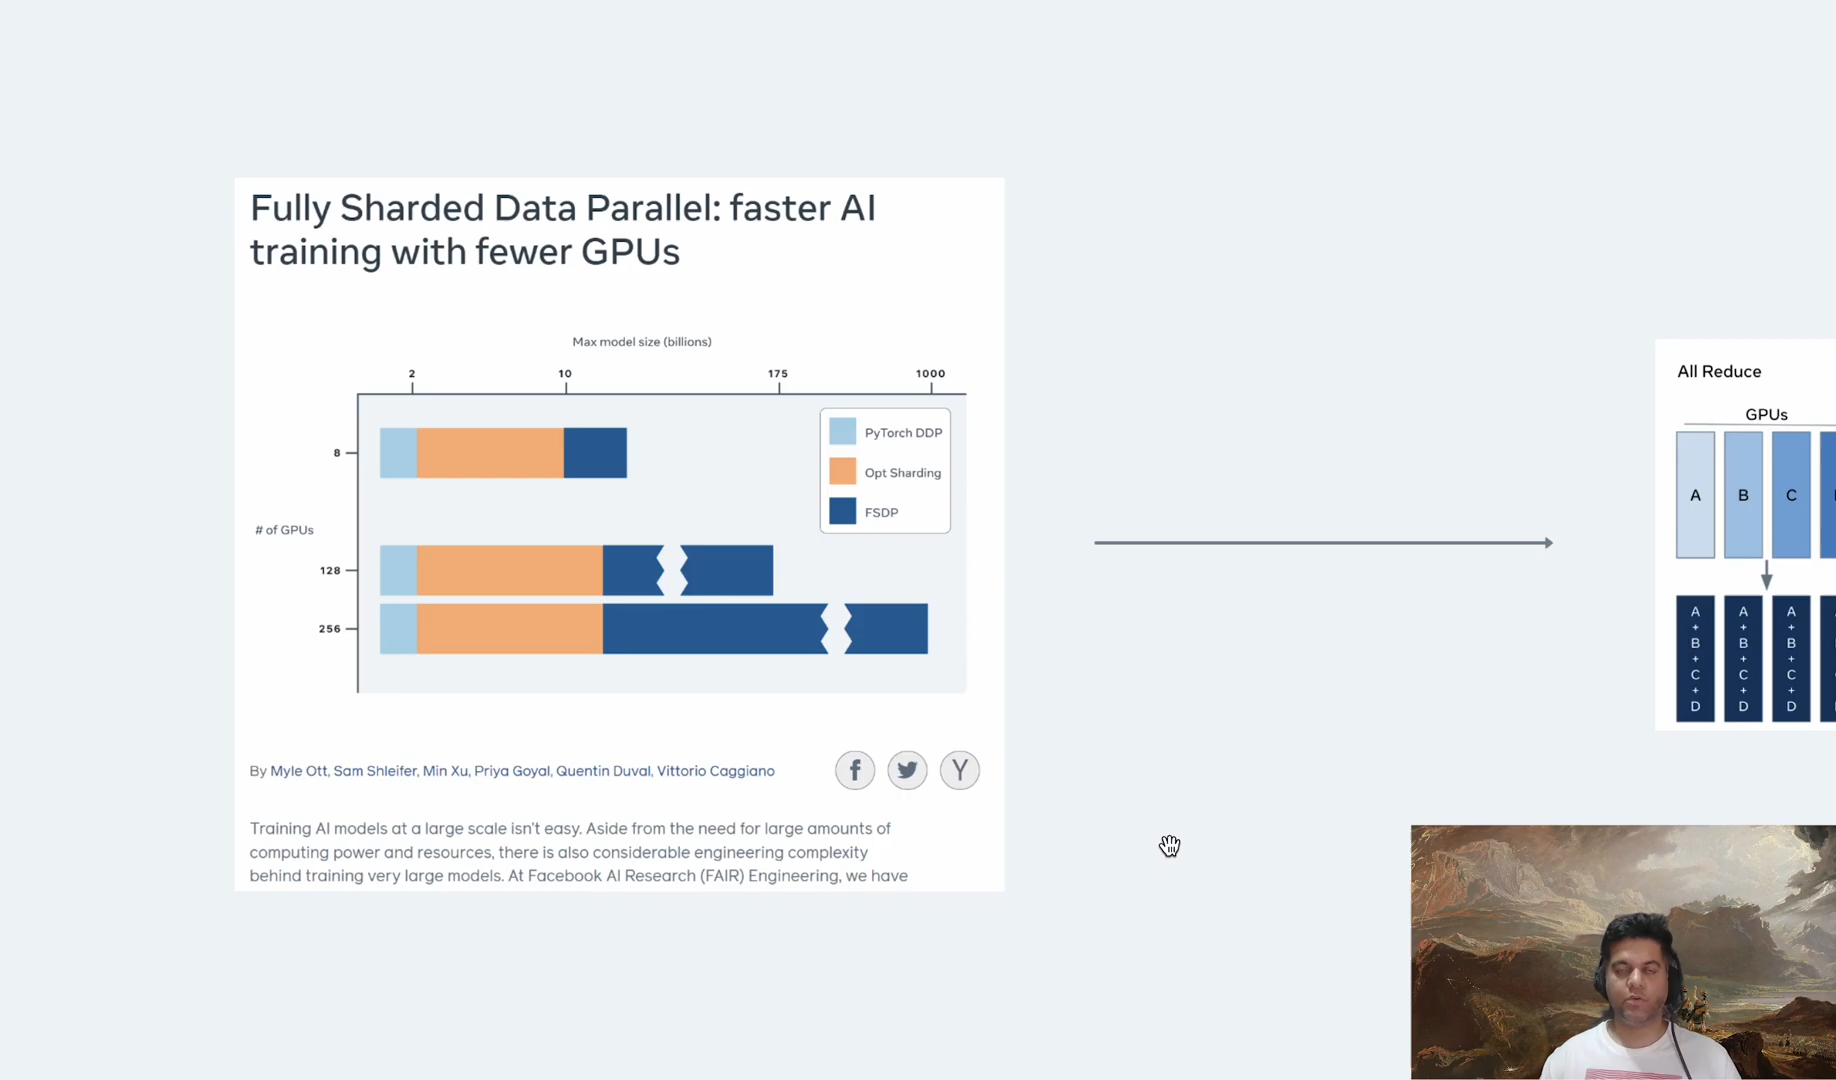 Fully Sharded Data Parallel: faster AI
training with fewer GPUs
Max model size (billions)
2 10 175 1000
PyTorch DDP
Opt Sharding
FSDP
8
# of GPUs
128
256
By Myle Ott, Sam Shleifer, Min Xu, Priya Goyal, Quentin Duval, Vittorio Caggiano
f Y
Training AI models at a large scale isn't easy. Aside from the need for large amounts of
computing power and resources, there is also considerable engineering complexity
behind training very large models. At Facebook AI Research (FAIR) Engineering, we have
All Reduce
GPUs
A B C
A A A
+ + +
B B B
+ + +
C C C
+ + +
D D D